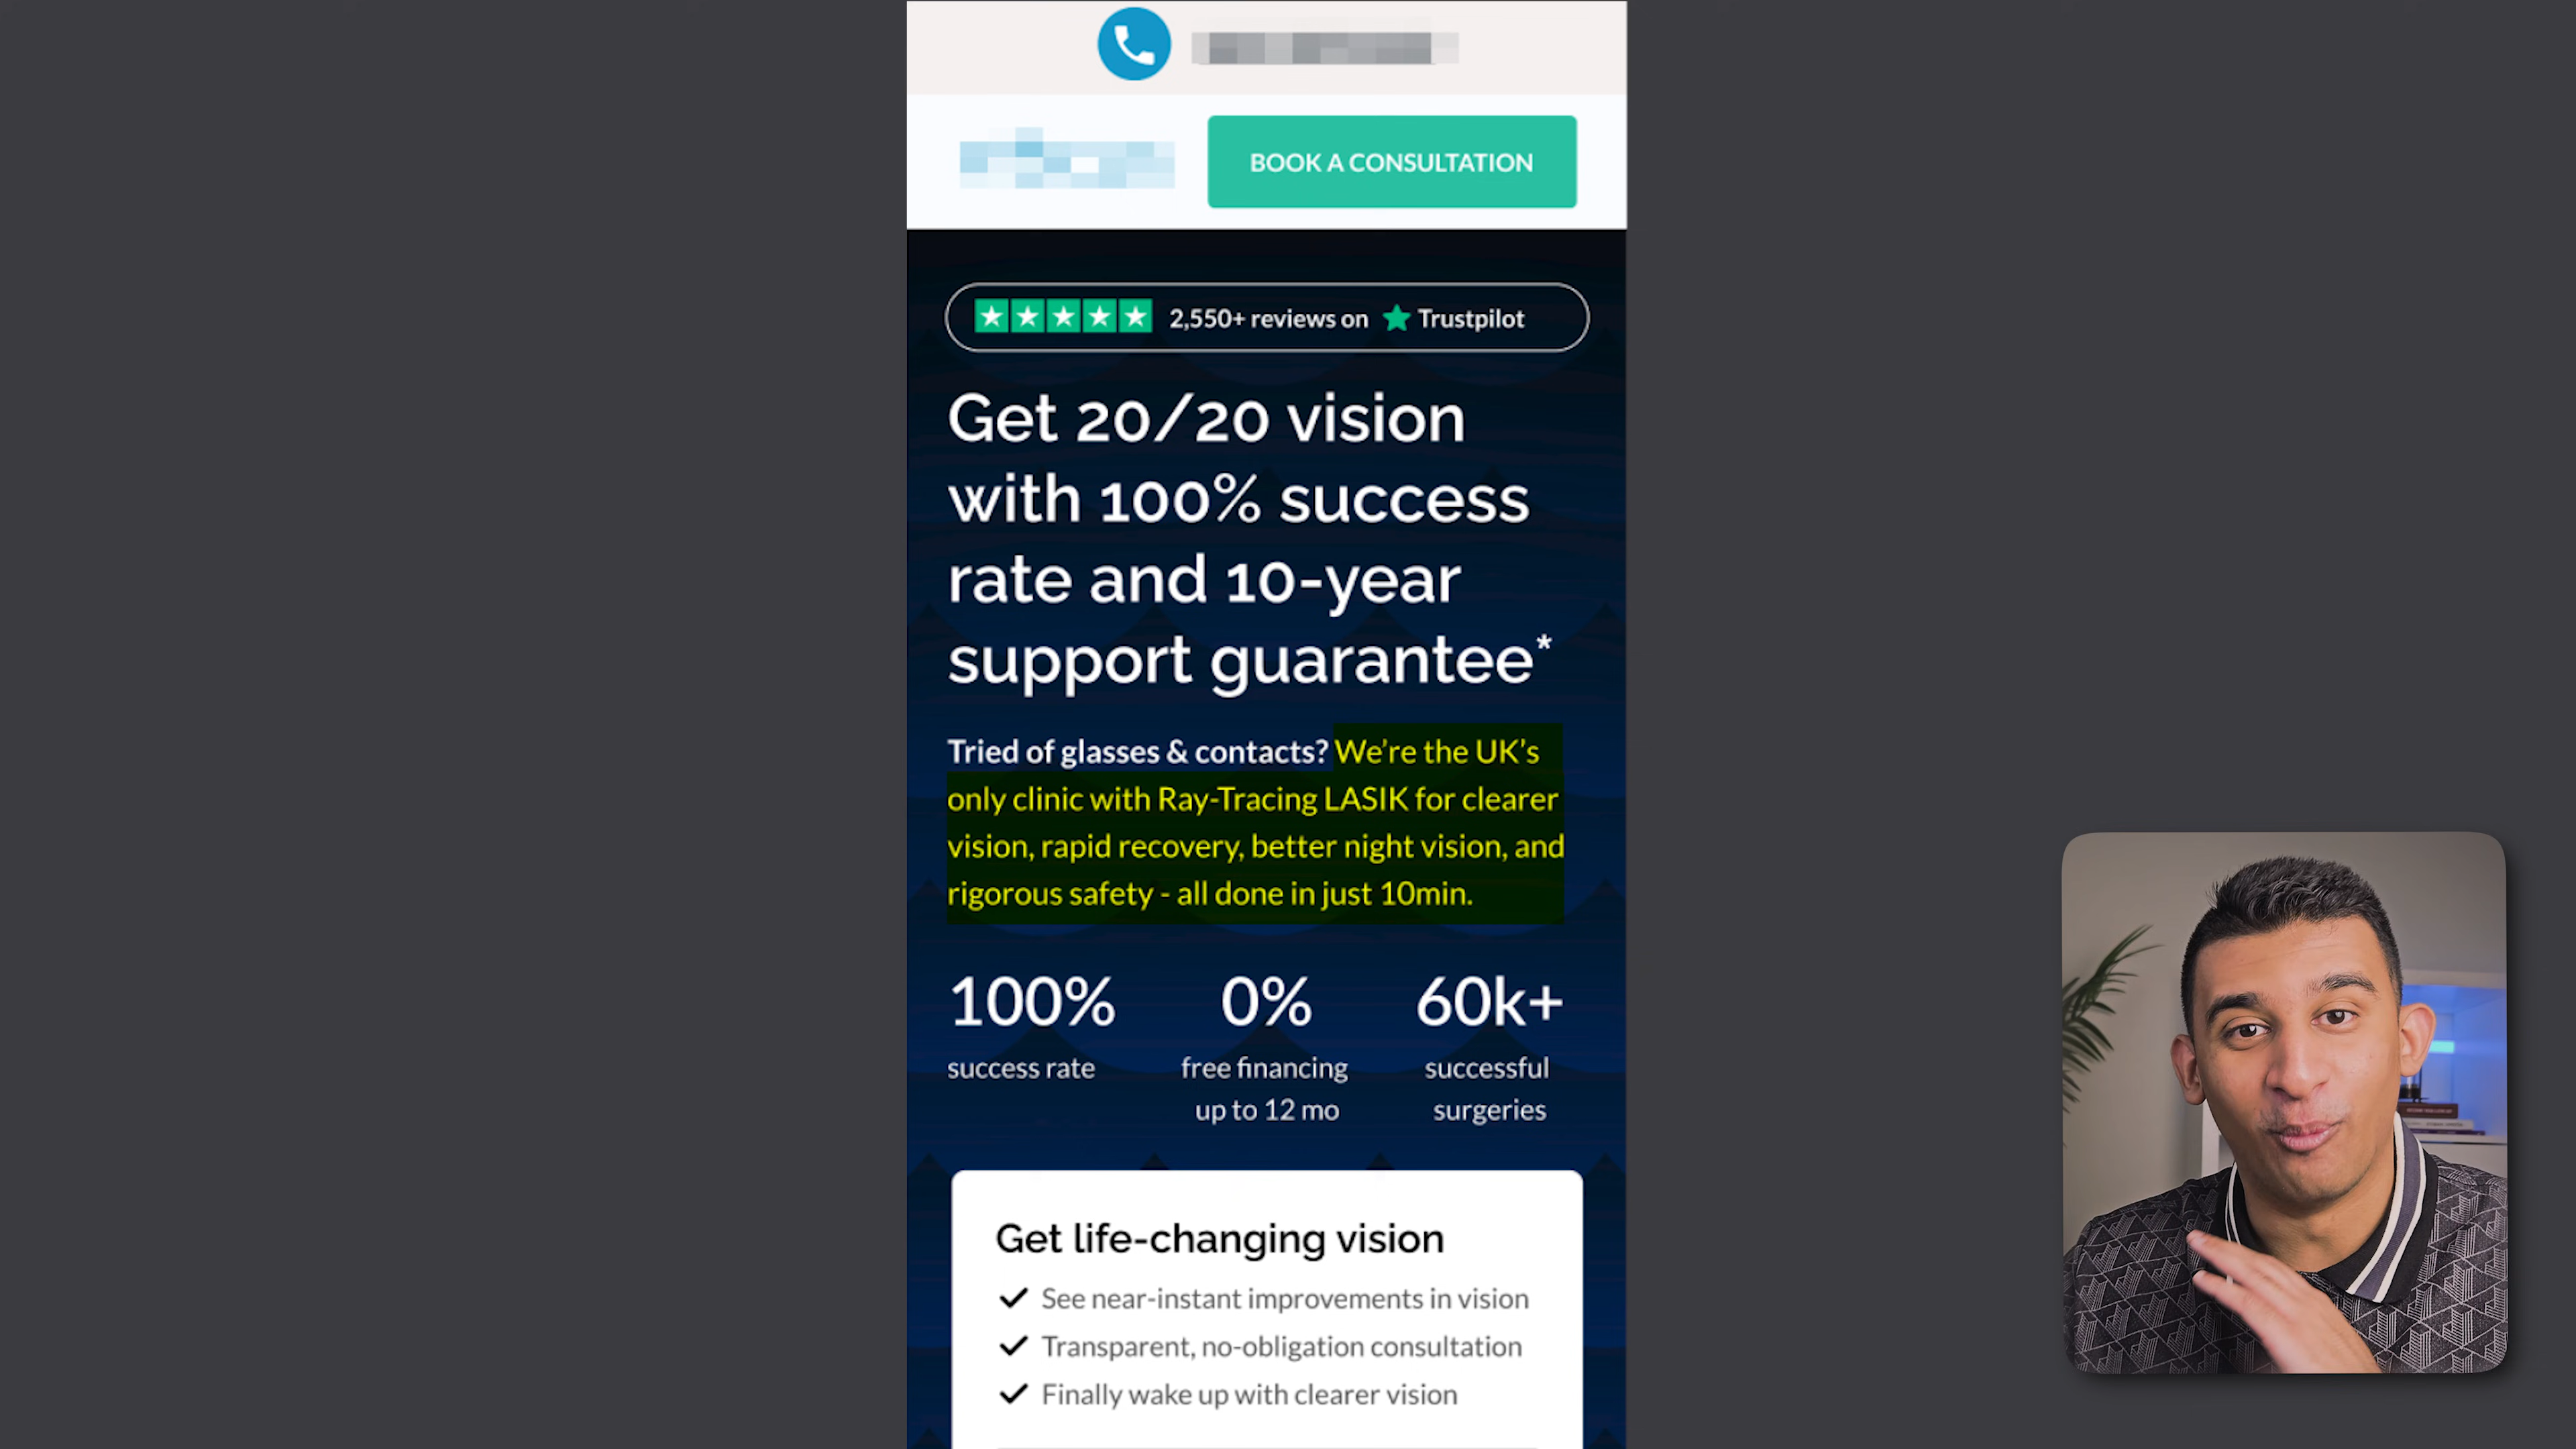 BOOK A CONSULTATION
2,550+ reviews on Trustpilot
Get 20/20 vision
with 100% success
rate and 10-year
support guarantee*
Tried of glasses & contacts? We're the UK's
only clinic with Ray-Tracing LASIK for clearer
vision, rapid recovery, better night vision, and
rigorous safety - all done in just 10min.
100% 0% 60k+
success rate free financing successful
up to 12 mo surgeries
Get life-changing vision
See near-instant improvements in vision
Transparent, no-obligation consultation
Finally wake up with clearer vision